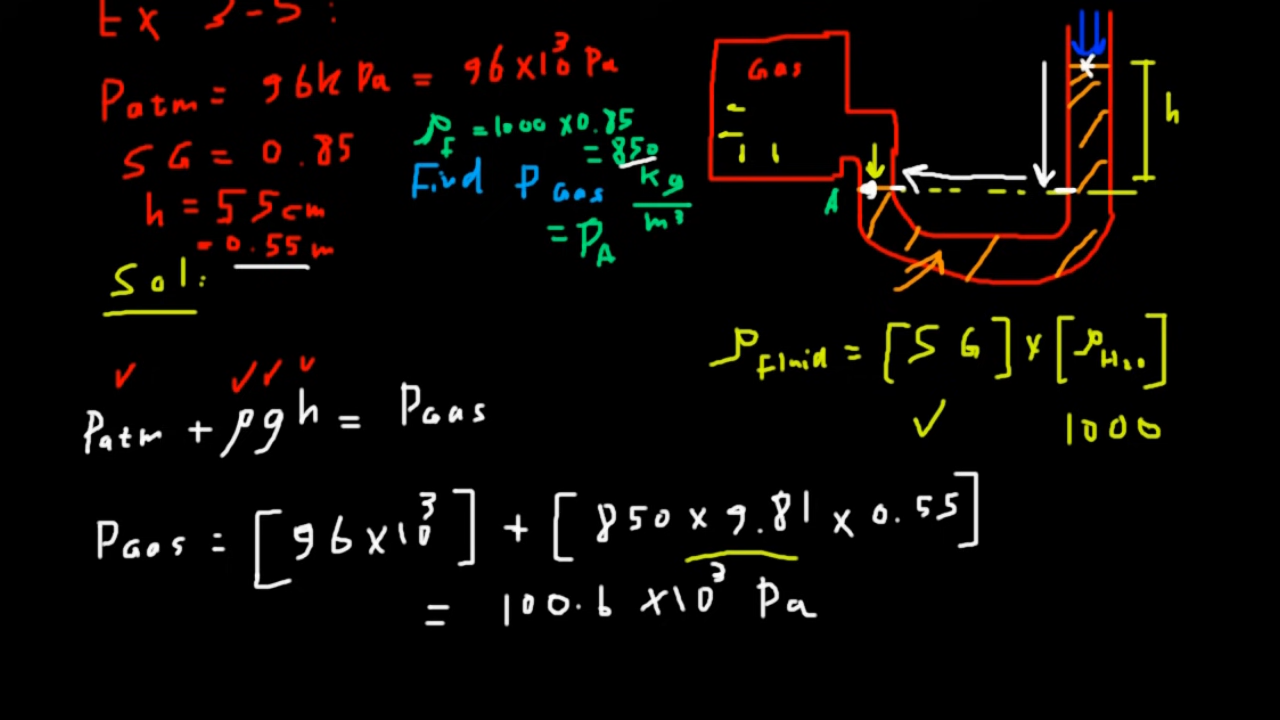 Ex 3-5:
Patm = 96kPa = 96×10³ Pa
SG = 0.85
h = 55cm
= 0.55m
ρf = 1000 × 0.85
= 850 kg/m³
Find PGas
= PA
Gas
h
A
Sol:
ρFluid = [SG] × [ρH₂O]
✓ 1000
✓ ✓ ✓ ✓
Patm + ρgh = PGas
PGas = [96×10³] + [850 × 9.81 × 0.55]
= 100.6 ×10³ Pa